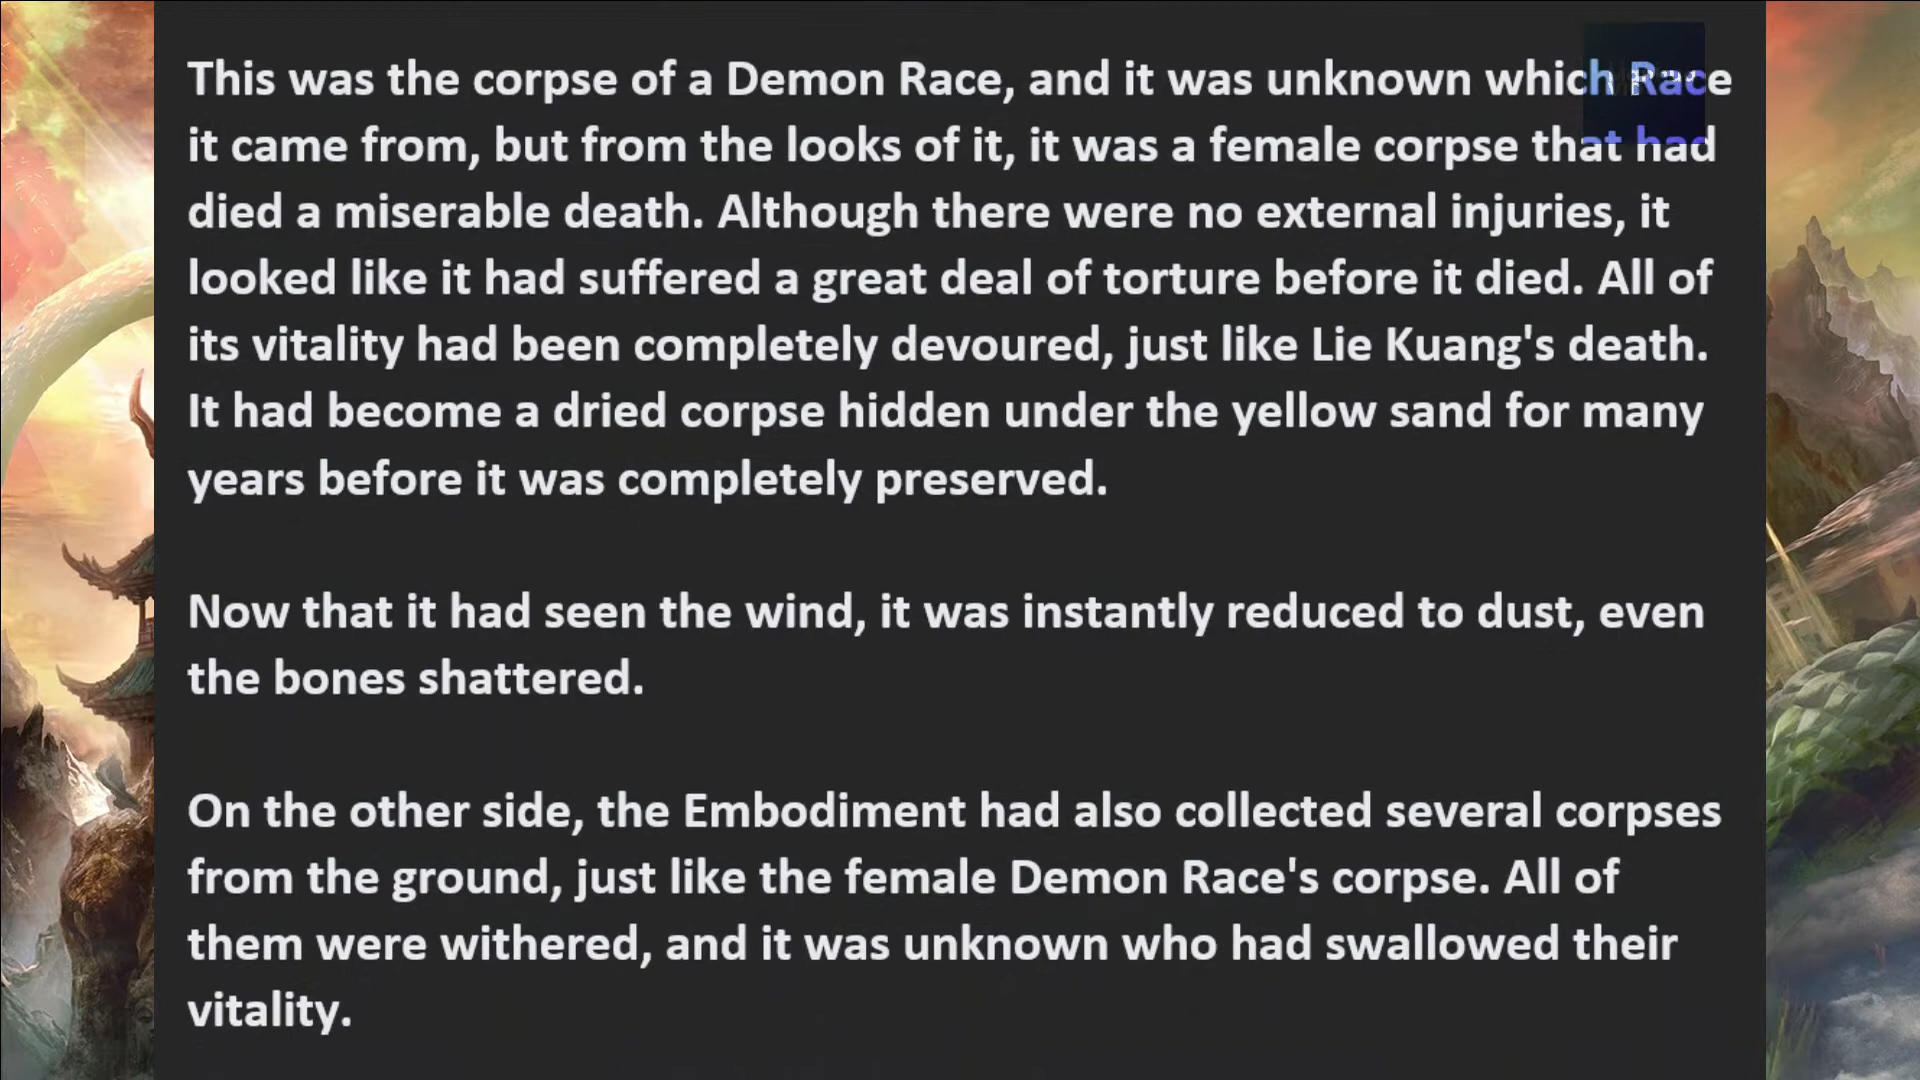 This was the corpse of a Demon Race, and it was unknown which Race
it came from, but from the looks of it, it was a female corpse that had
died a miserable death. Although there were no external injuries, it
looked like it had suffered a great deal of torture before it died. All of
its vitality had been completely devoured, just like Lie Kuang's death.
It had become a dried corpse hidden under the yellow sand for many
years before it was completely preserved.
Now that it had seen the wind, it was instantly reduced to dust, even
the bones shattered.
On the other side, the Embodiment had also collected several corpses
from the ground, just like the female Demon Race's corpse. All of
them were withered, and it was unknown who had swallowed their
vitality.